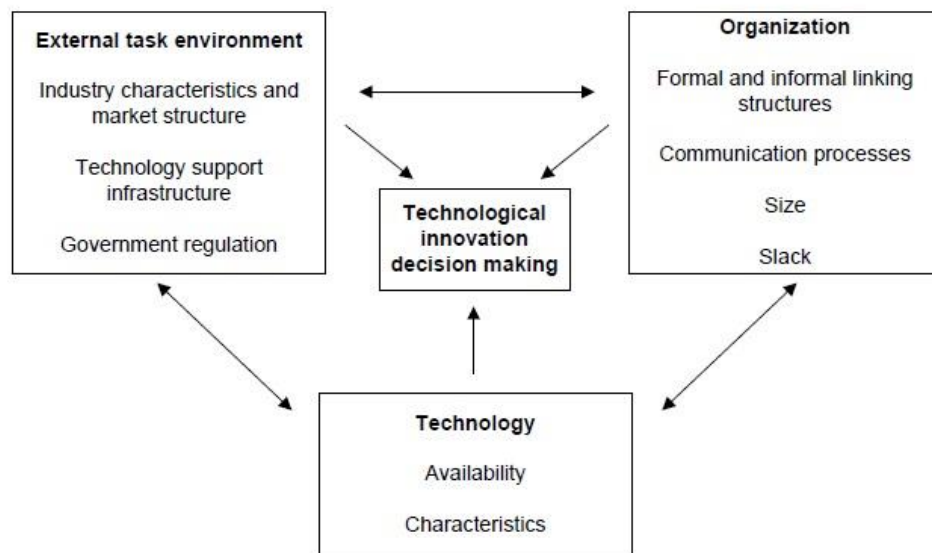 External task environment
Industry characteristics and
market structure
Technology support
infrastructure
Government regulation
Organization
Formal and informal linking
structures
Communication processes
Size
Slack
Technological
innovation
decision making
Technology
Availability
Characteristics